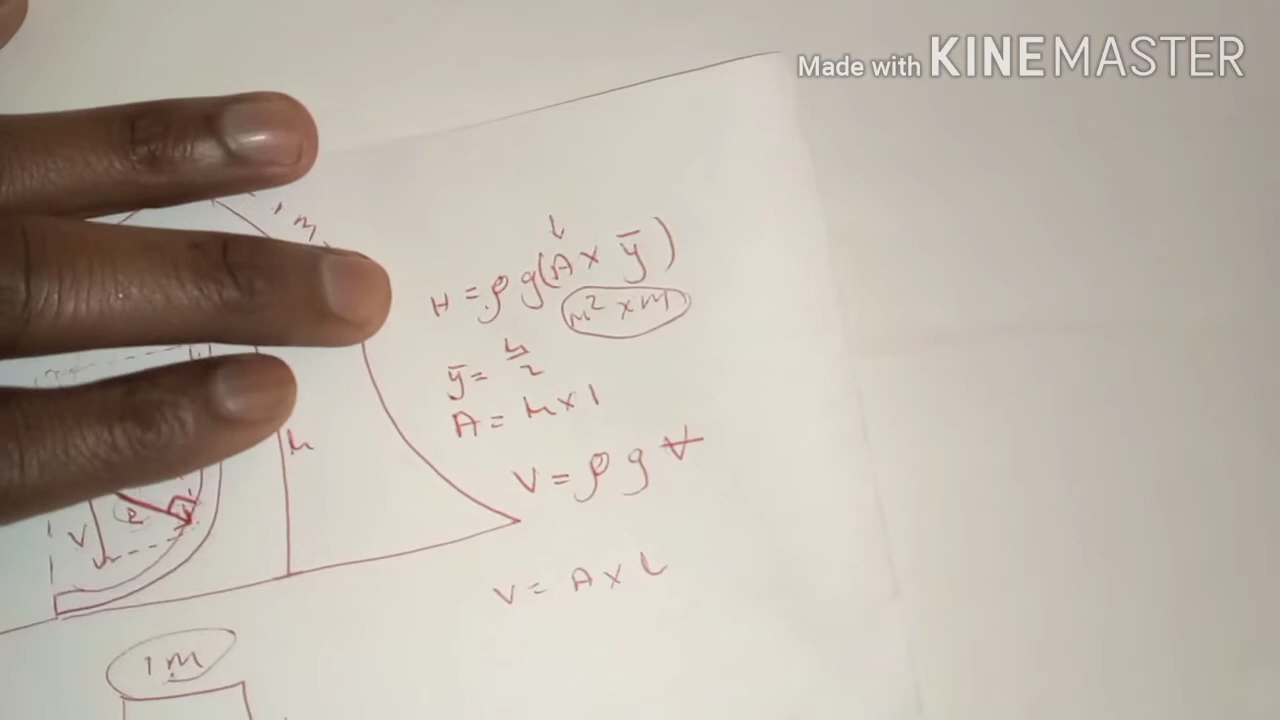 Made with KINEMASTER
1 m
H = ρ g (A × ȳ)
m² × m
ȳ = h/2
A = h × 1
h
V = ρ g V
R
V
V = A × L
1 m